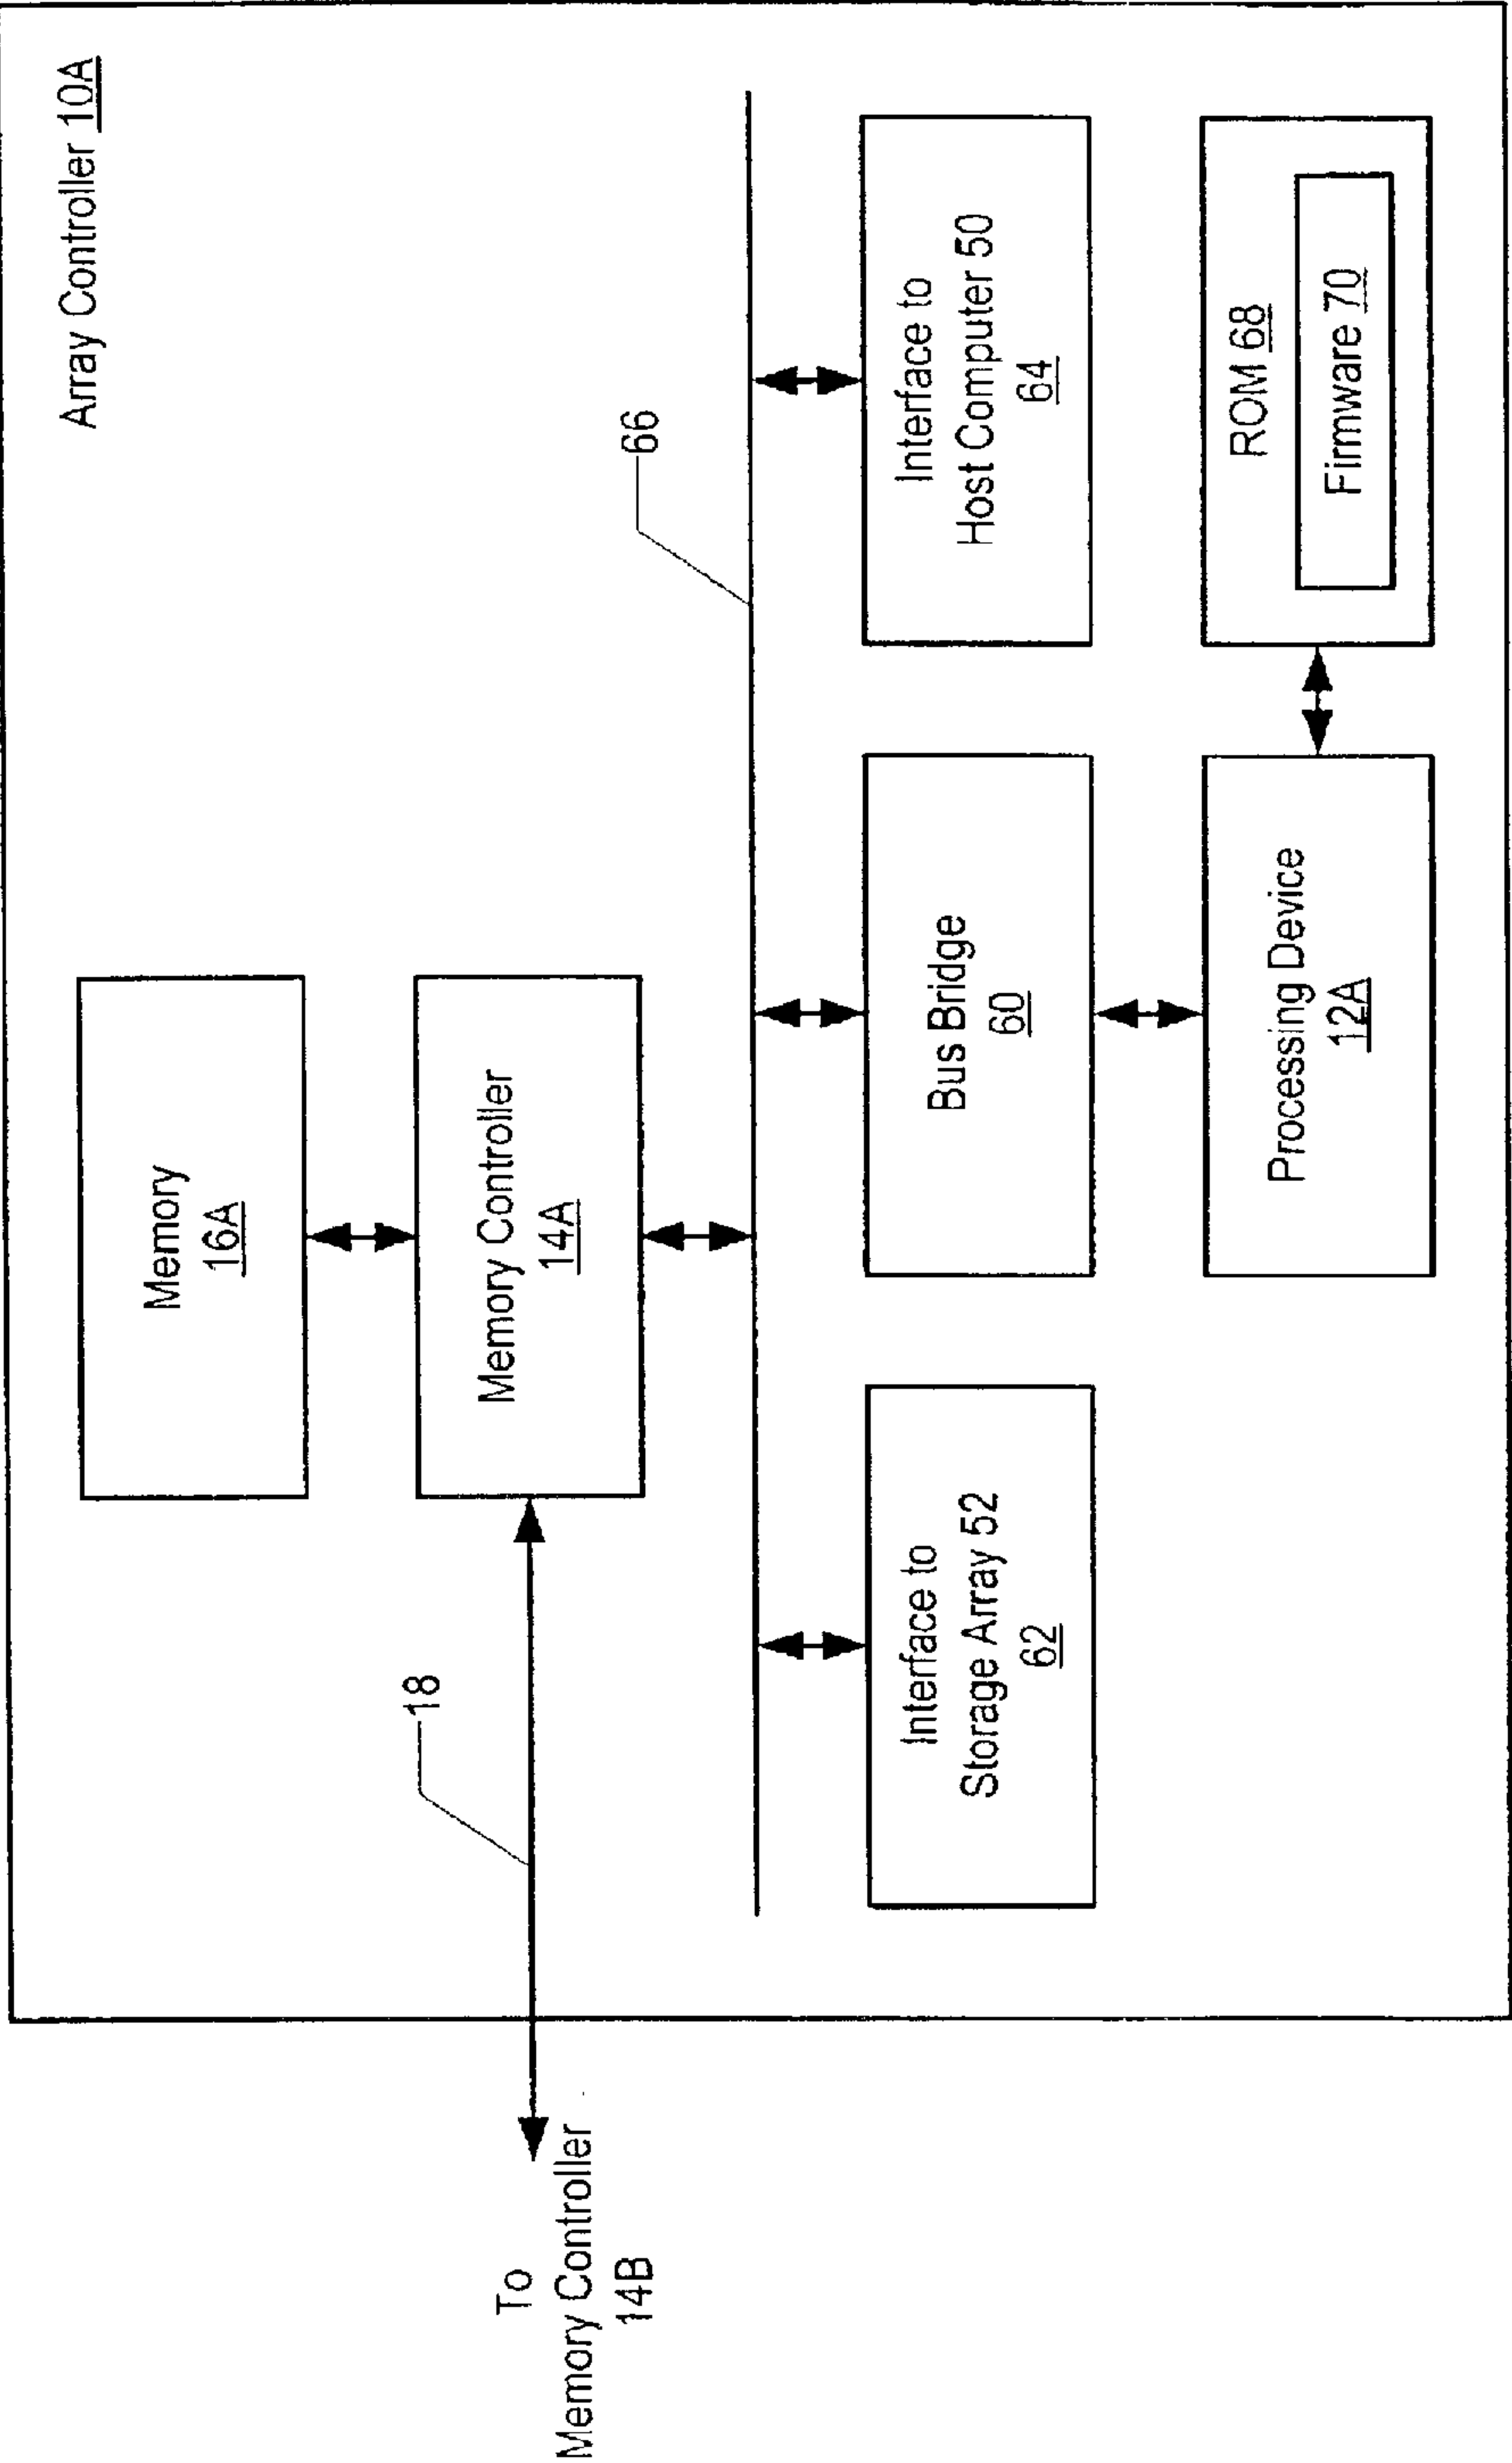 Array Controller 10A
Memory
16A
Memory Controller
14A
18
To
Memory Controller
14B
66
Interface to
Storage Array 52
62
Bus Bridge
60
Interface to
Host Computer 50
64
Processing Device
12A
ROM 68
Firmware 70